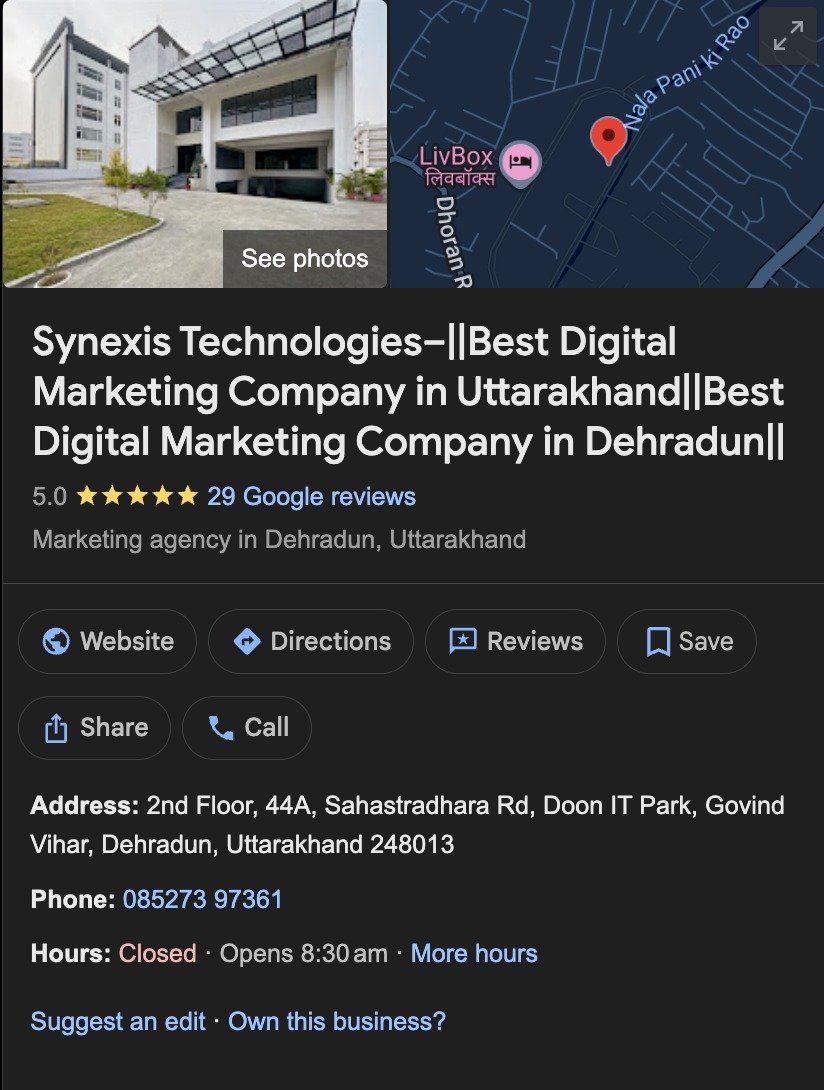 See photos
Nala Pani ki Rao
LivBox
लिवबॉक्स
Dhoran R
Synexis Technologies–||Best Digital
Marketing Company in Uttarakhand||Best
Digital Marketing Company in Dehradun||
5.0 ★★★★★ 29 Google reviews
Marketing agency in Dehradun, Uttarakhand
Website Directions Reviews Save
Share Call
Address: 2nd Floor, 44A, Sahastradhara Rd, Doon IT Park, Govind
Vihar, Dehradun, Uttarakhand 248013
Phone: 085273 97361
Hours: Closed · Opens 8:30 am · More hours
Suggest an edit · Own this business?